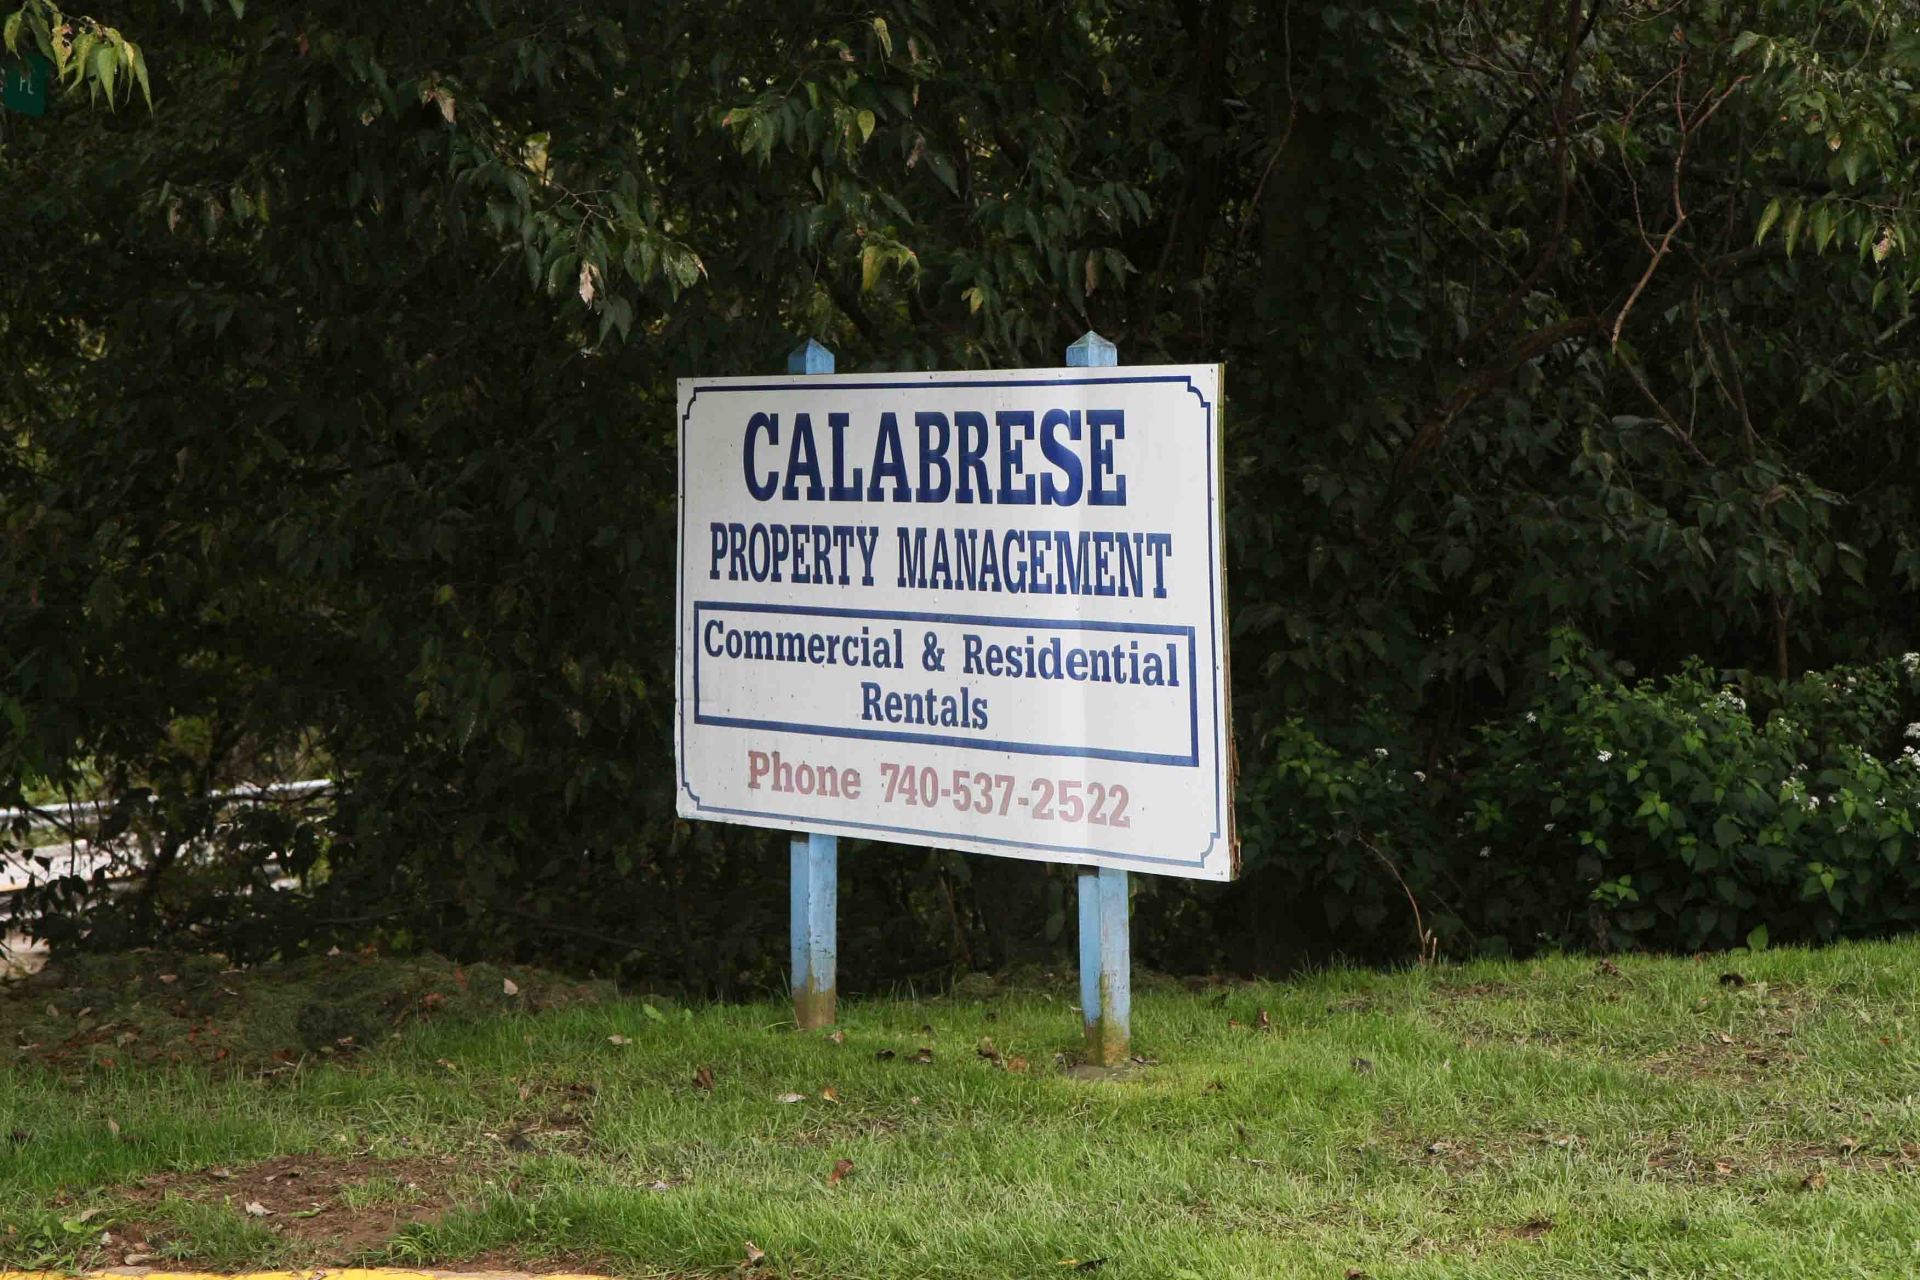 CALABRESE
PROPERTY MANAGEMENT
Commercial & Residential
Rentals
Phone 740-537-2522